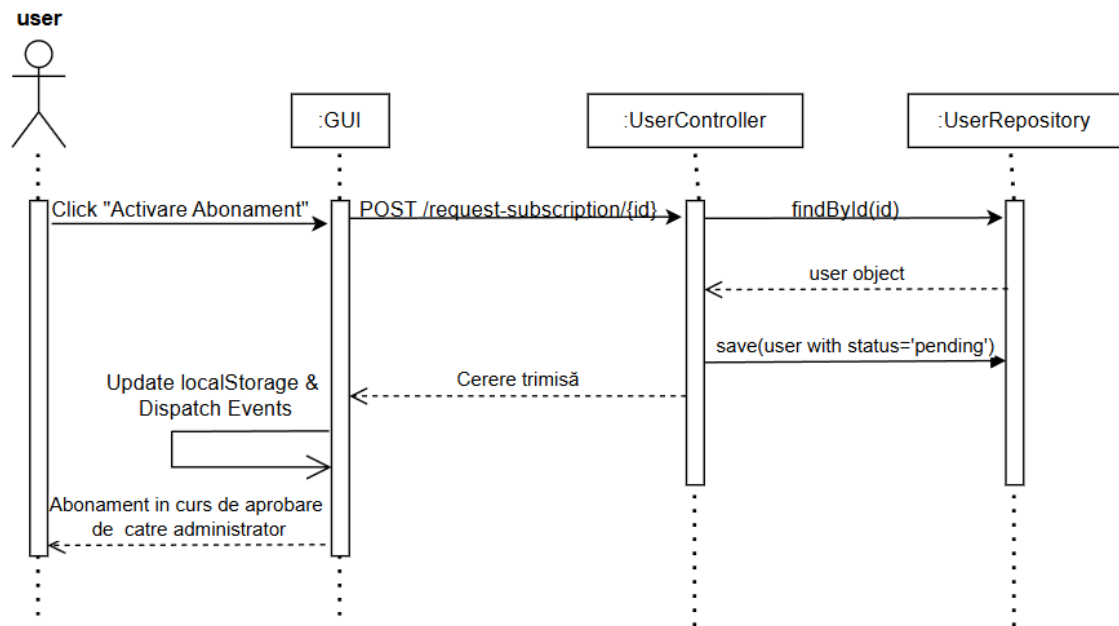 user
:GUI
:UserController
:UserRepository
Click "Activare Abonament"
POST /request-subscription/{id}
findById(id)
user object
save(user with status='pending')
Cerere trimisă
Update localStorage &
Dispatch Events
Abonament in curs de aprobare
de catre administrator